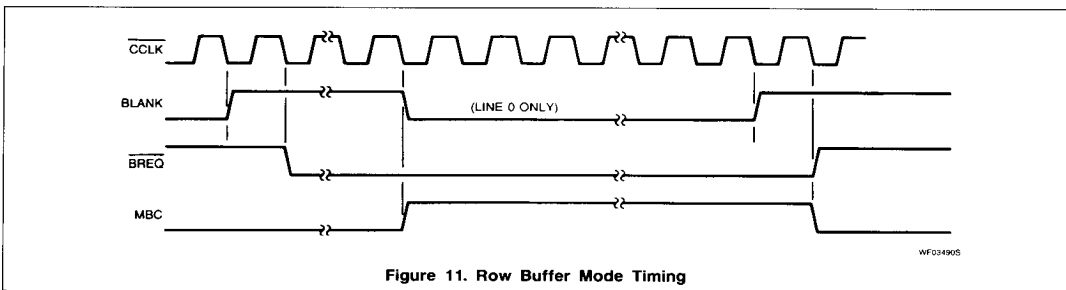 CCLK
BLANK
(LINE 0 ONLY)
BREQ
MBC
WF03490S
Figure 11. Row Buffer Mode Timing